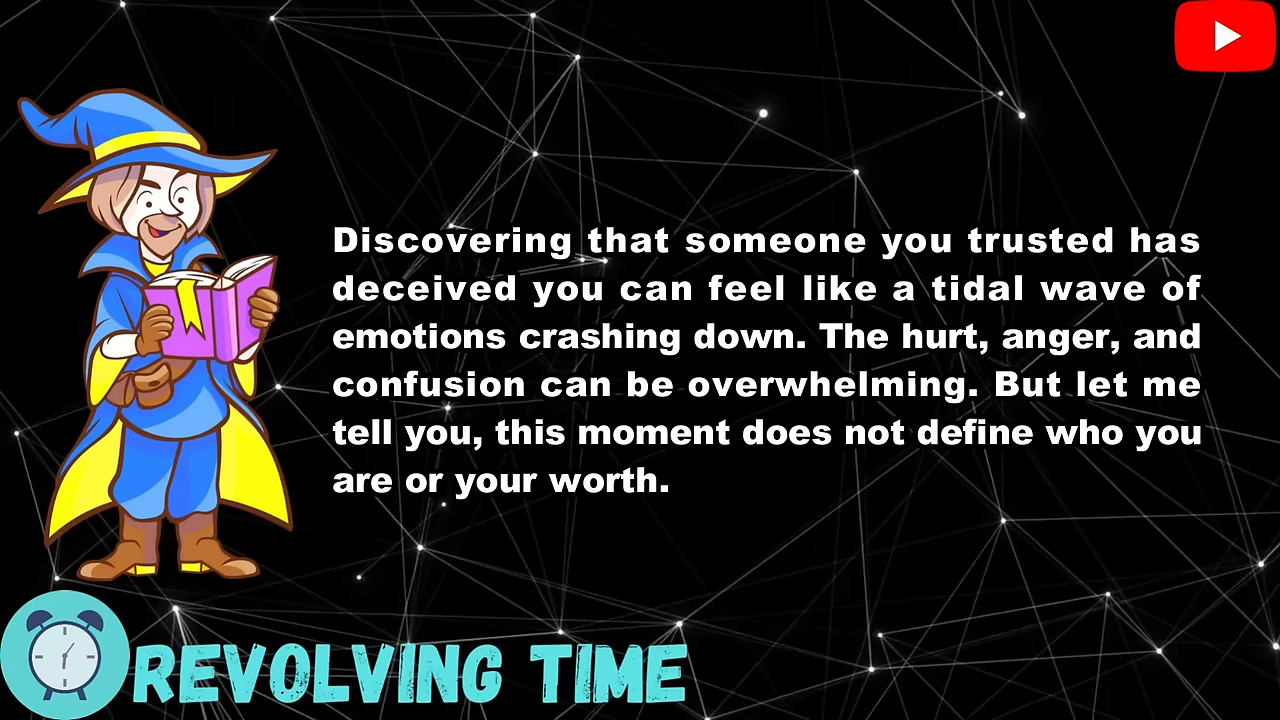 Discovering that someone you trusted has
deceived you can feel like a tidal wave of
emotions crashing down. The hurt, anger, and
confusion can be overwhelming. But let me
tell you, this moment does not define who you
are or your worth.
REVOLVING TIME